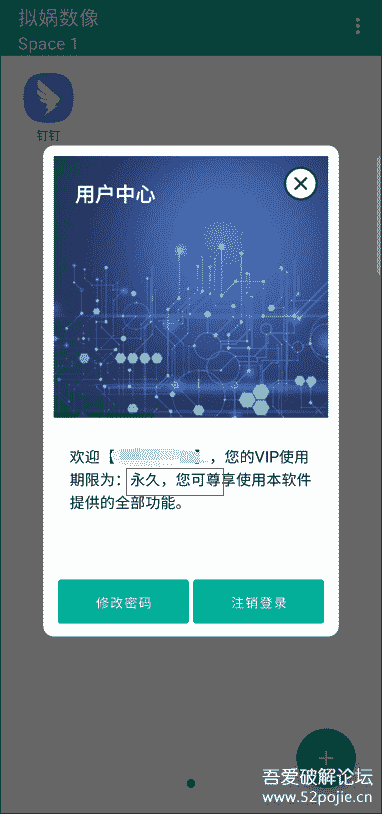 拟娲数像
Space 1
钉钉
用户中心
欢迎【 】，您的VIP使用
期限为：永久，您可尊享使用本软件
提供的全部功能。
修改密码 注销登录
吾爱破解论坛
www.52pojie.cn